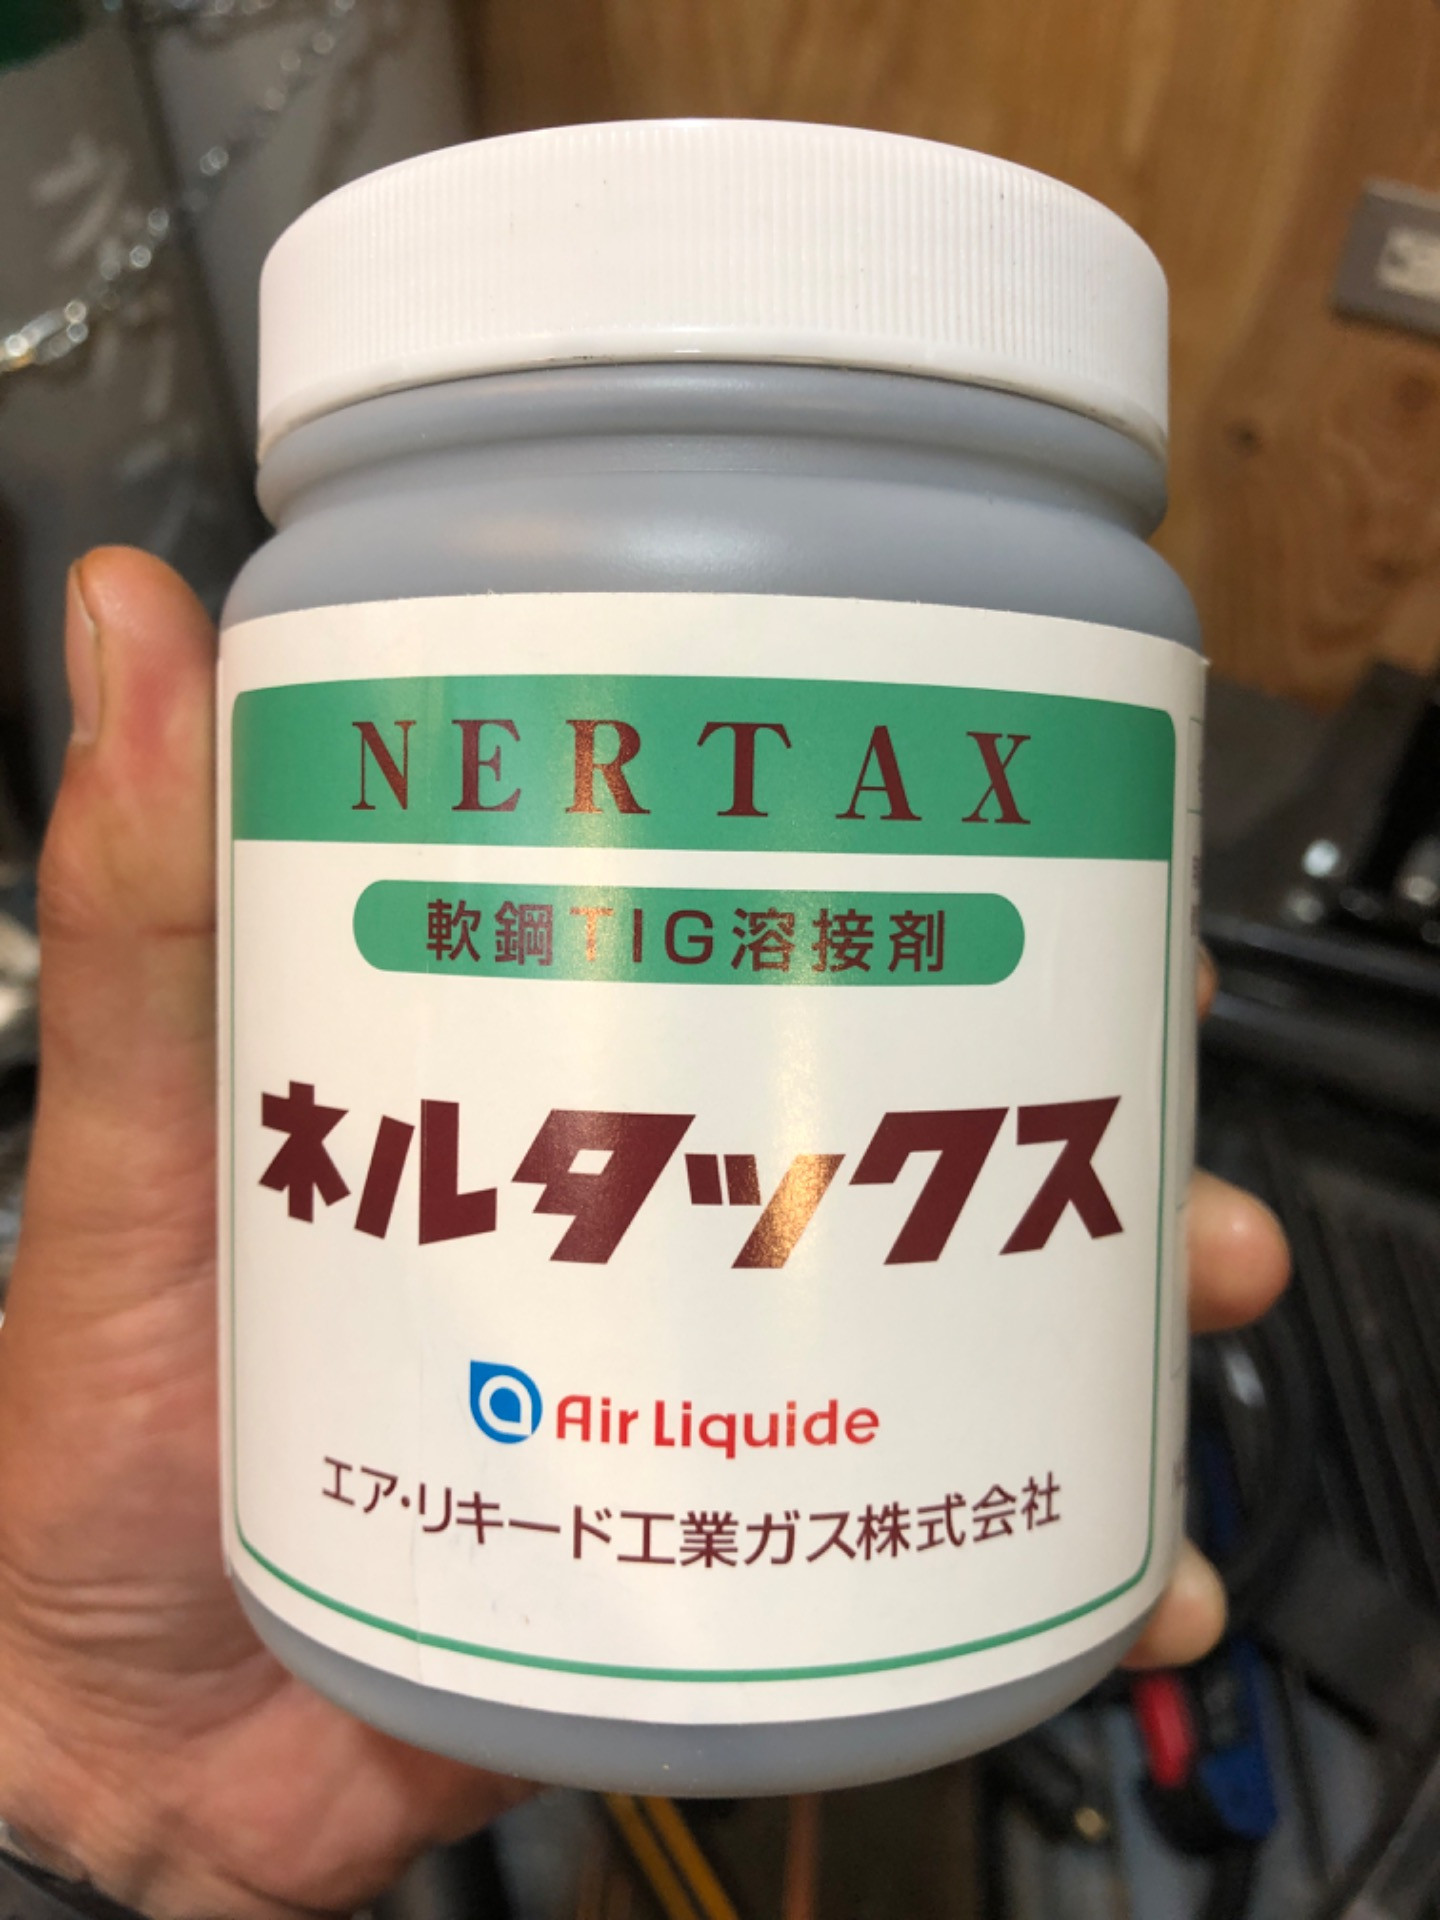 NERTAX
軟鋼TIG溶接剤
ネルタックス
Air Liquide
エア・リキード工業ガス株式会社